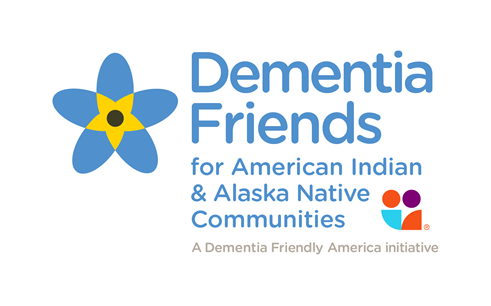 Dementia
Friends
for American Indian
& Alaska Native
Communities
®
A Dementia Friendly America initiative